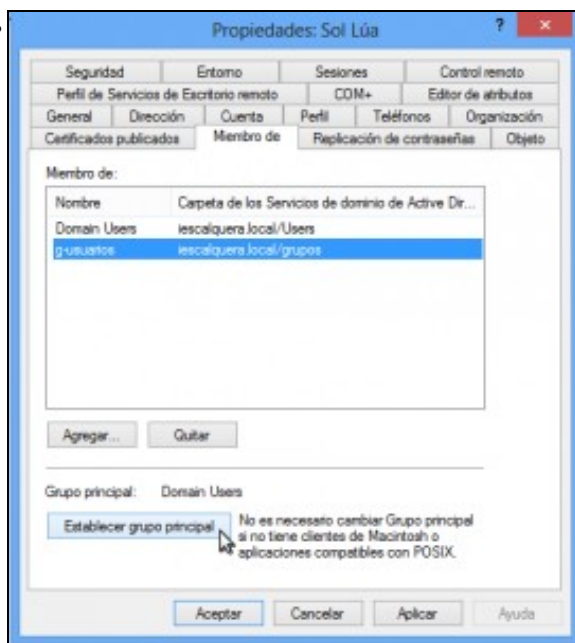 Propiedades: Sol Lúa
?
Seguridad Entorno Sesiones Control remoto
Perfil de Servicios de Escritorio remoto COM+ Editor de atributos
General Dirección Cuenta Perfil Teléfonos Organización
Certificados publicados Miembro de Replicación de contraseñas Objeto
Miembro de:
Nombre Carpeta de los Servicios de dominio de Active Dir...
Domain Users iescalquera.local/Users
g-usuarios iescalquera.local/grupos
Agregar... Quitar
Grupo principal: Domain Users
Establecer grupo principal
No es necesario cambiar Grupo principal
si no tiene clientes de Macintosh o
aplicaciones compatibles con POSIX.
Aceptar Cancelar Aplicar Ayuda